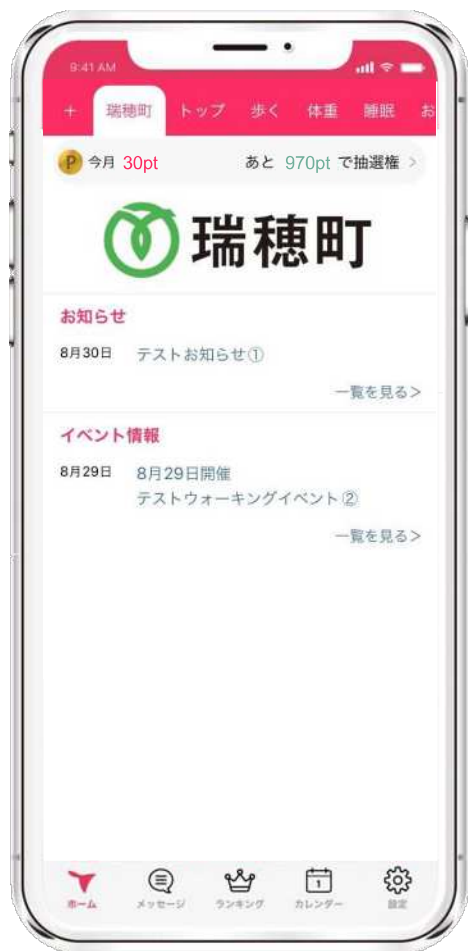 9:41 AM
+ 瑞穂町 トップ 歩く 体重 睡眠 お
P 今月 30pt あと 970pt で抽選権 >
瑞穂町
お知らせ
8月30日 テストお知らせ①
一覧を見る>
イベント情報
8月29日 8月29日開催
テストウォーキングイベント②
一覧を見る>
1
ホーム メッセージ ランキング カレンダー 設定